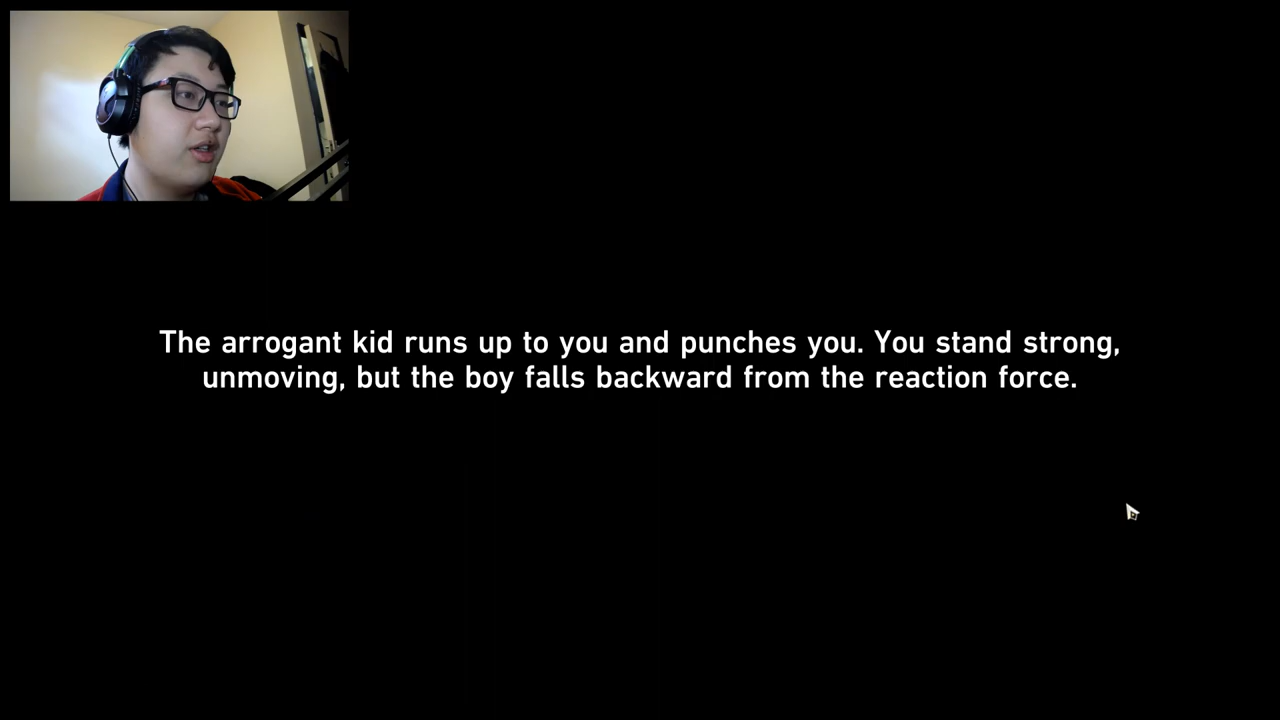 The arrogant kid runs up to you and punches you. You stand strong,
unmoving, but the boy falls backward from the reaction force.